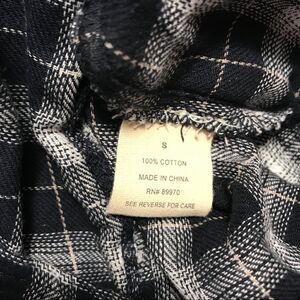 S
100% COTTON
MADE IN CHINA
RN# 89970
SEE REVERSE FOR CARE